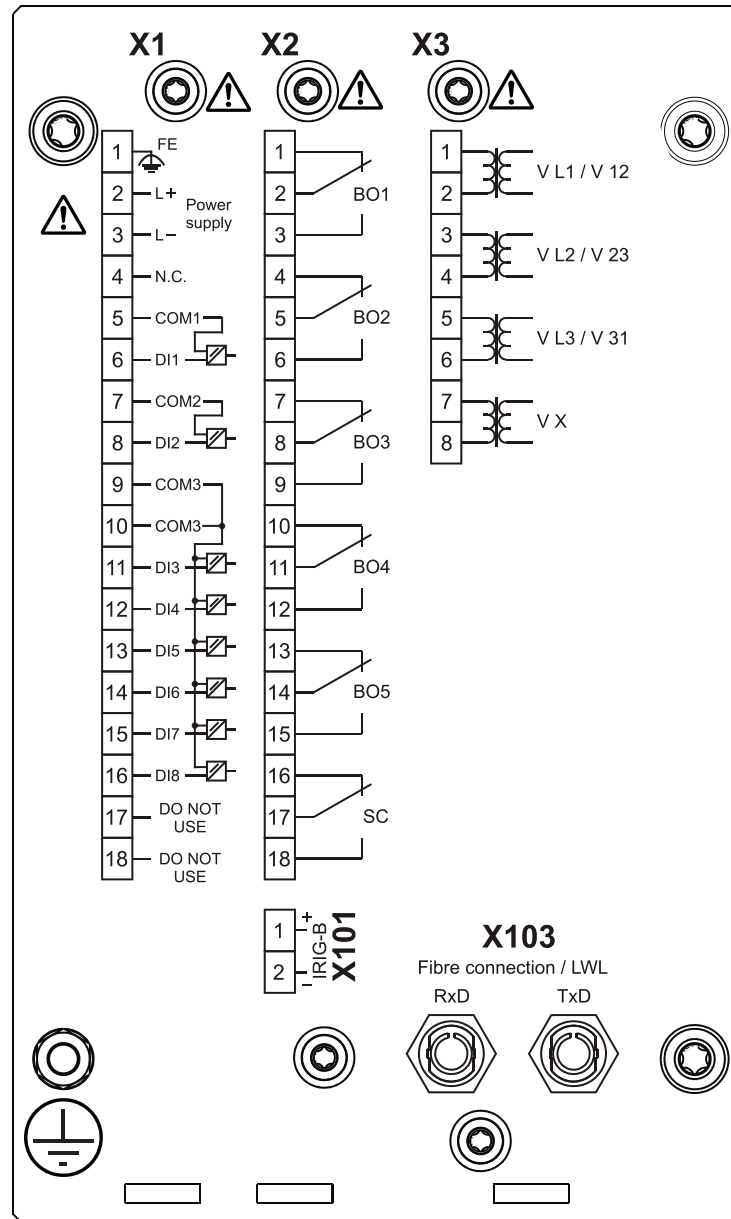 X1
X2
X3
1 FE
2 L+
Power
supply
3 L−
4 N.C.
5 COM1
6 DI1
7 COM2
8 DI2
9 COM3
10 COM3
11 DI3
12 DI4
13 DI5
14 DI6
15 DI7
16 DI8
17 DO NOT
USE
18 DO NOT
USE
1
2 BO1
3
4
5 BO2
6
7
8 BO3
9
10
11 BO4
12
13
14 BO5
15
16
17 SC
18
1
2
V L1 / V 12
3
4
V L2 / V 23
5
6
V L3 / V 31
7
8
V X
1 +
2 −
IRIG-B
X101
X103
Fibre connection / LWL
RxD
TxD